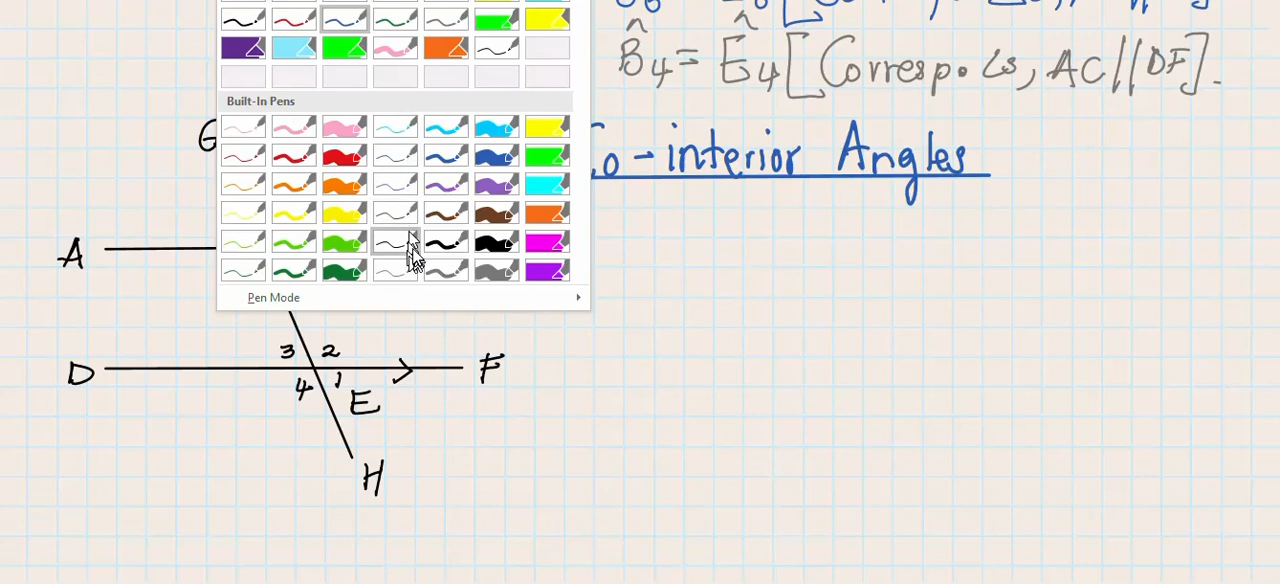 B̂4 = Ê4 [Correspo. ∠s, AC//DF].
Built-In Pens
G
Co-interior Angles
A
Pen Mode
3 2
D F
4 1
E
H